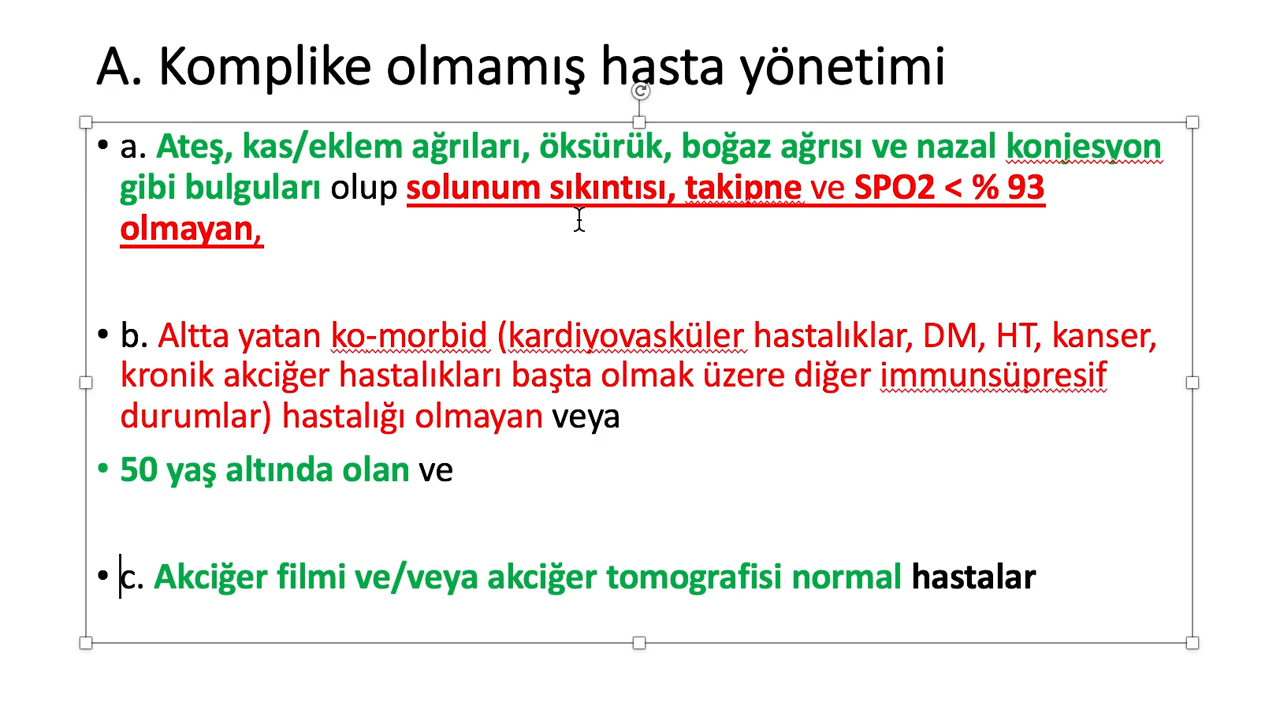 A. Komplike olmamış hasta yönetimi
• a. Ateş, kas/eklem ağrıları, öksürük, boğaz ağrısı ve nazal konjesyon
gibi bulguları olup solunum sıkıntısı, takipne ve SPO2 < % 93
olmayan,
• b. Altta yatan ko-morbid (kardiyovasküler hastalıklar, DM, HT, kanser,
kronik akciğer hastalıkları başta olmak üzere diğer immunsüpresif
durumlar) hastalığı olmayan veya
• 50 yaş altında olan ve
• c. Akciğer filmi ve/veya akciğer tomografisi normal hastalar